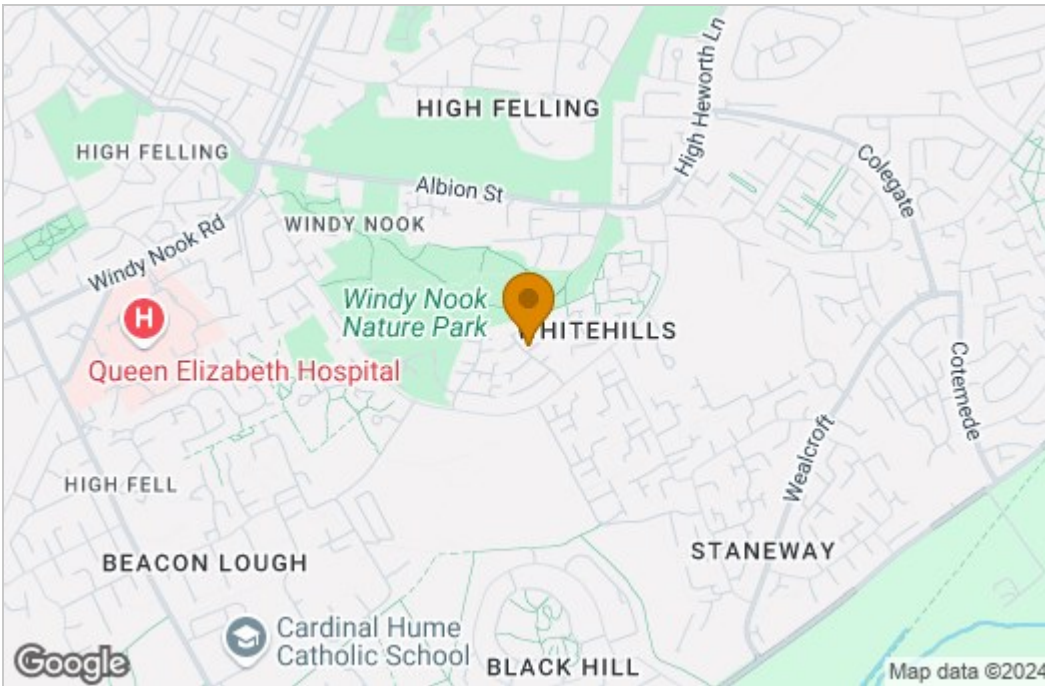 HIGH FELLING
High Heworth Ln
HIGH FELLING
Colegate
Albion St
WINDY NOOK
Windy Nook Rd
Windy Nook
Nature Park
H
HITEHILLS
Queen Elizabeth Hospital
Cotemede
Wealcroft
HIGH FELL
STANEWAY
BEACON LOUGH
Cardinal Hume
Catholic School
BLACK HILL
Google
Map data ©2024